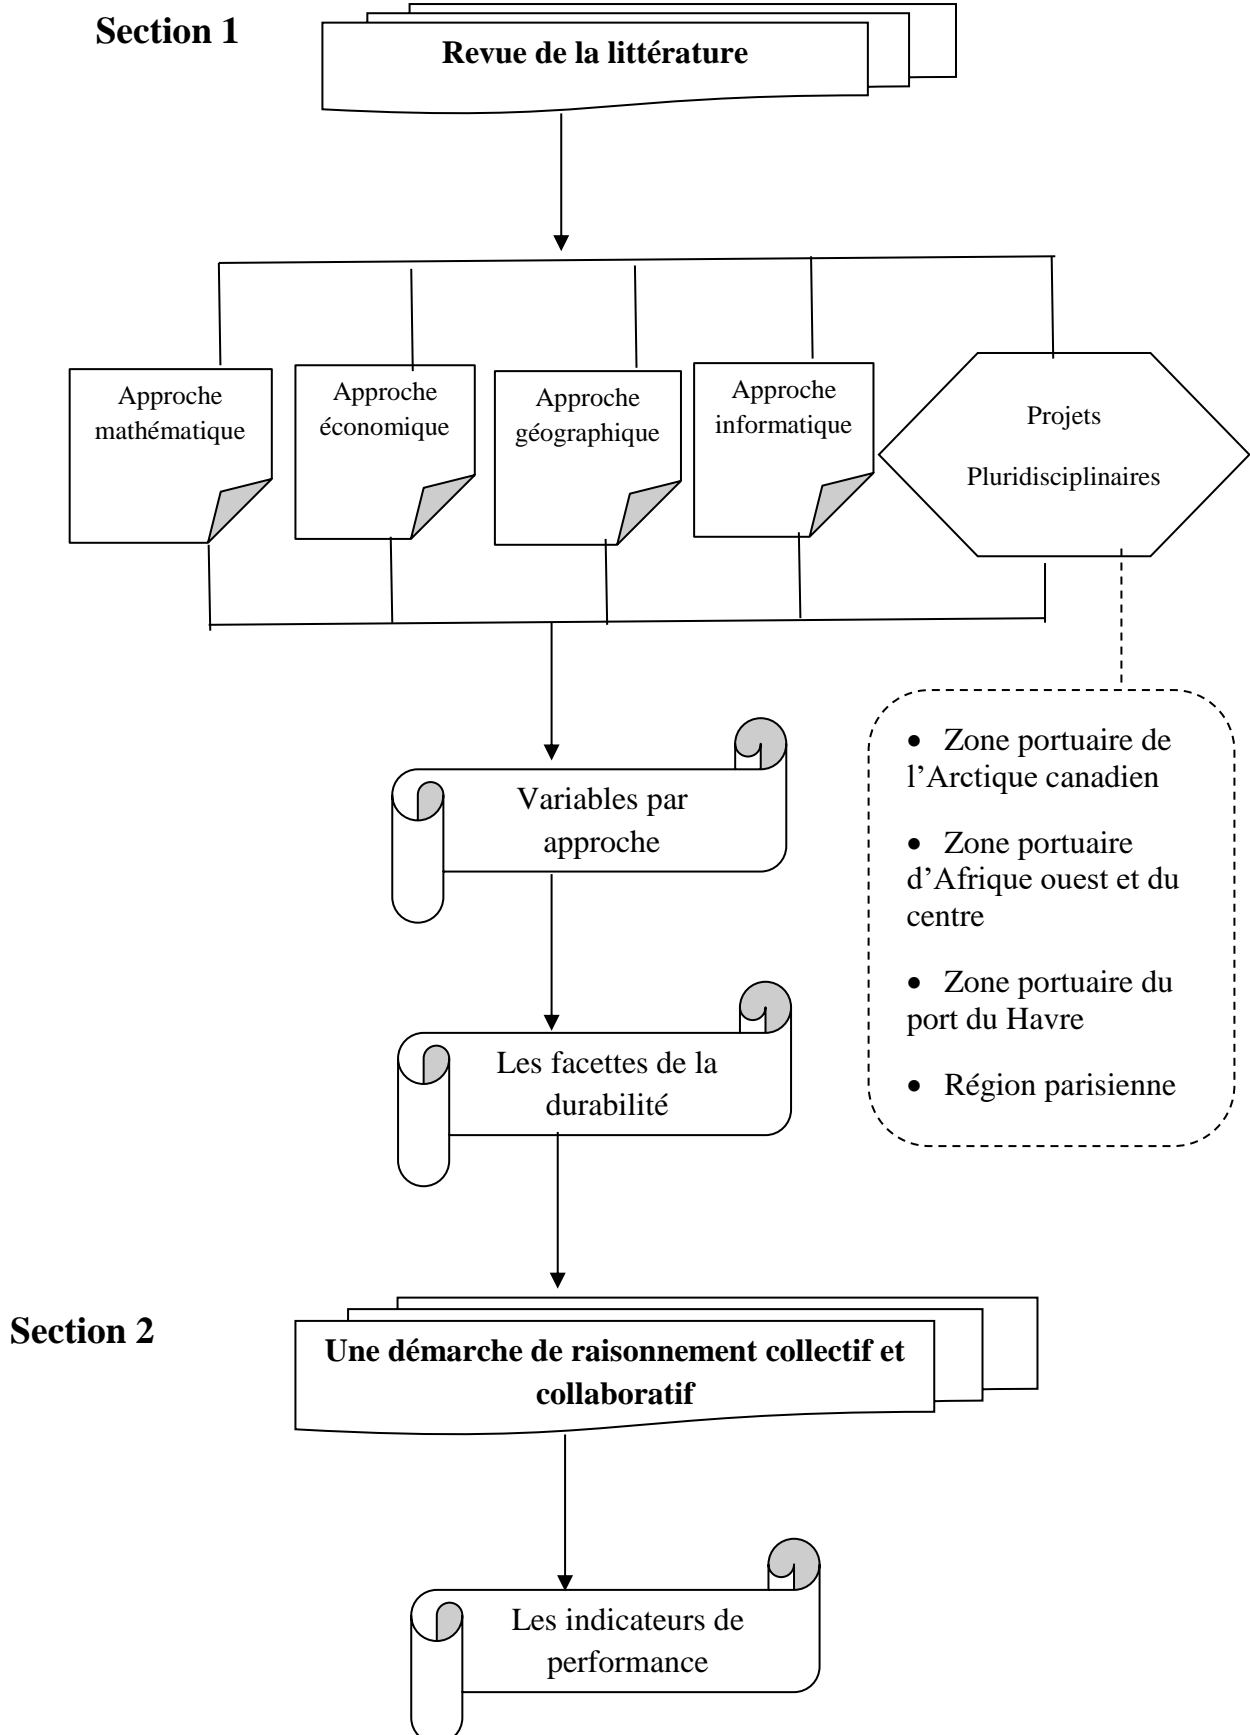 Section 1
Revue de la littérature
Approche
mathématique
Approche
économique
Approche
géographique
Approche
informatique
Projets
Pluridisciplinaires
• Zone portuaire de
l’Arctique canadien
• Zone portuaire
d’Afrique ouest et du
centre
• Zone portuaire du
port du Havre
• Région parisienne
Variables par
approche
Les facettes de la
durabilité
Section 2
Une démarche de raisonnement collectif et
collaboratif
Les indicateurs de
performance